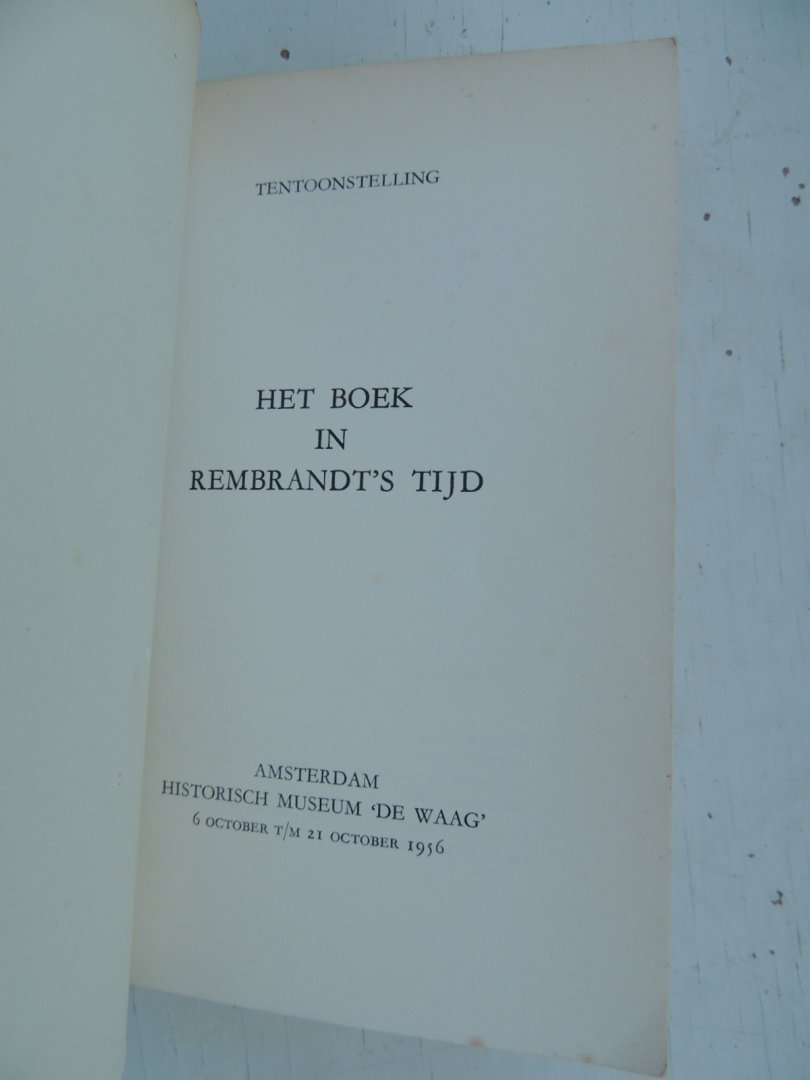 TENTOONSTELLING
HET BOEK
IN
REMBRANDT'S TIJD
AMSTERDAM
HISTORISCH MUSEUM ‘DE WAAG’
6 OCTOBER T/M 21 OCTOBER 1956